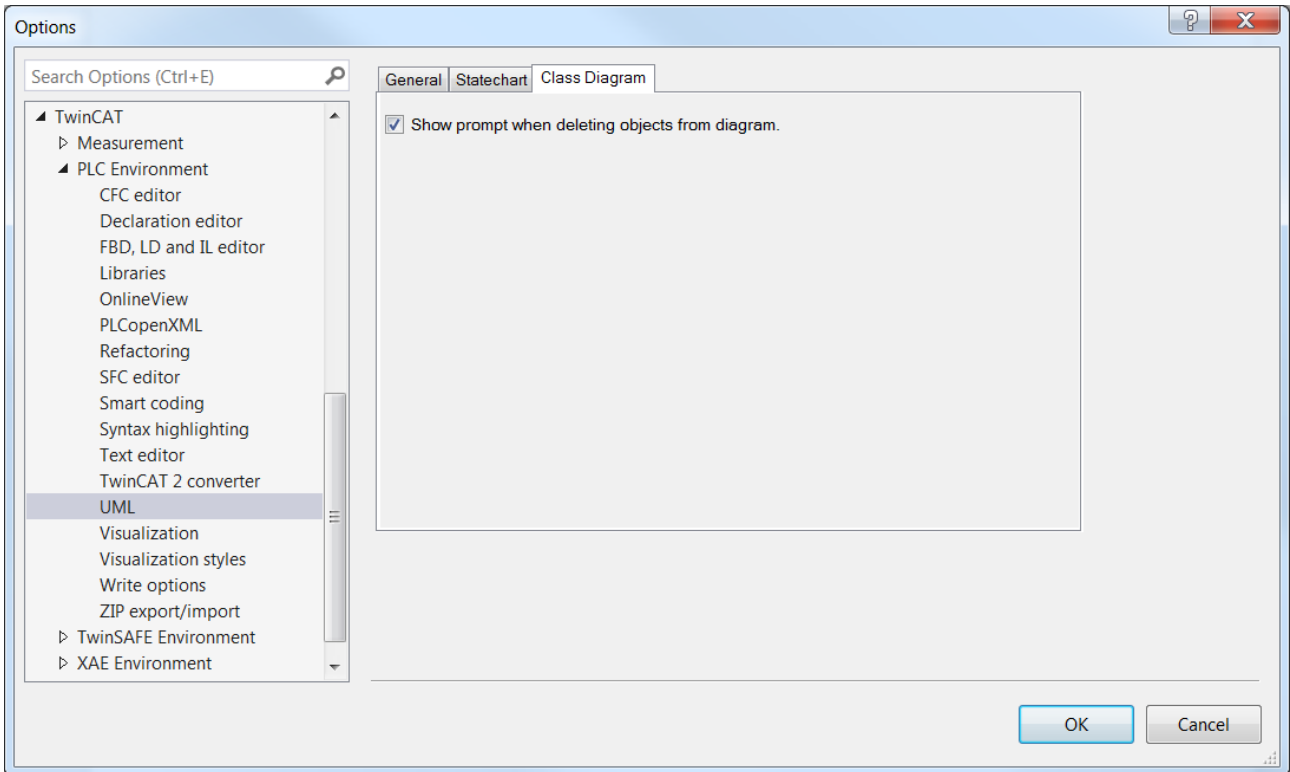 Options
Search Options (Ctrl+E)
TwinCAT
Measurement
PLC Environment
CFC editor
Declaration editor
FBD, LD and IL editor
Libraries
OnlineView
PLCopenXML
Refactoring
SFC editor
Smart coding
Syntax highlighting
Text editor
TwinCAT 2 converter
UML
Visualization
Visualization styles
Write options
ZIP export/import
TwinSAFE Environment
XAE Environment
General Statechart Class Diagram
Show prompt when deleting objects from diagram.
OK Cancel